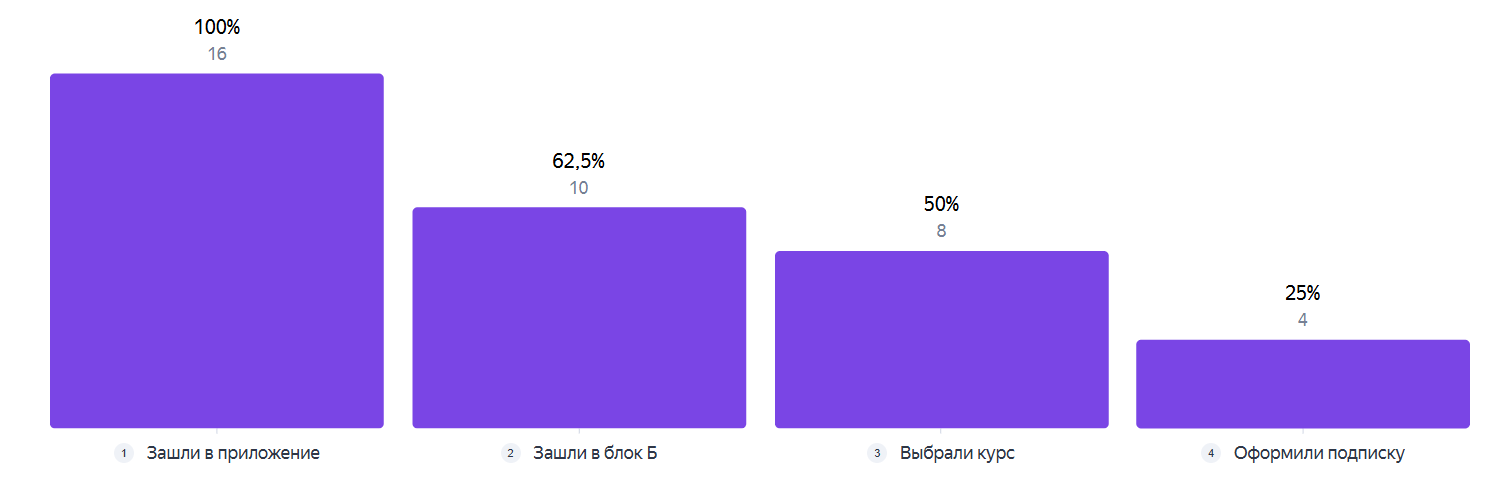 100%
16
62,5%
10
50%
8
25%
4
1 Зашли в приложение
2 Зашли в блок Б
3 Выбрали курс
4 Оформили подписку